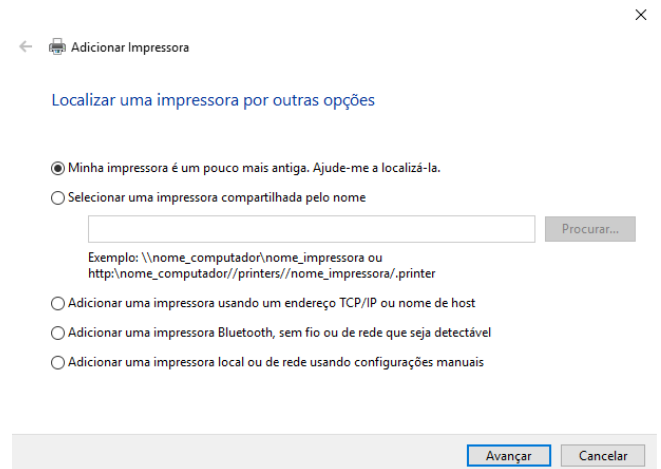 Adicionar Impressora
Localizar uma impressora por outras opções
Minha impressora é um pouco mais antiga. Ajude-me a localizá-la.
Selecionar uma impressora compartilhada pelo nome
Procurar...
Exemplo: \\nome_computador\nome_impressora ou
http:\nome_computador//printers//nome_impressora/.printer
Adicionar uma impressora usando um endereço TCP/IP ou nome de host
Adicionar uma impressora Bluetooth, sem fio ou de rede que seja detectável
Adicionar uma impressora local ou de rede usando configurações manuais
Avançar
Cancelar